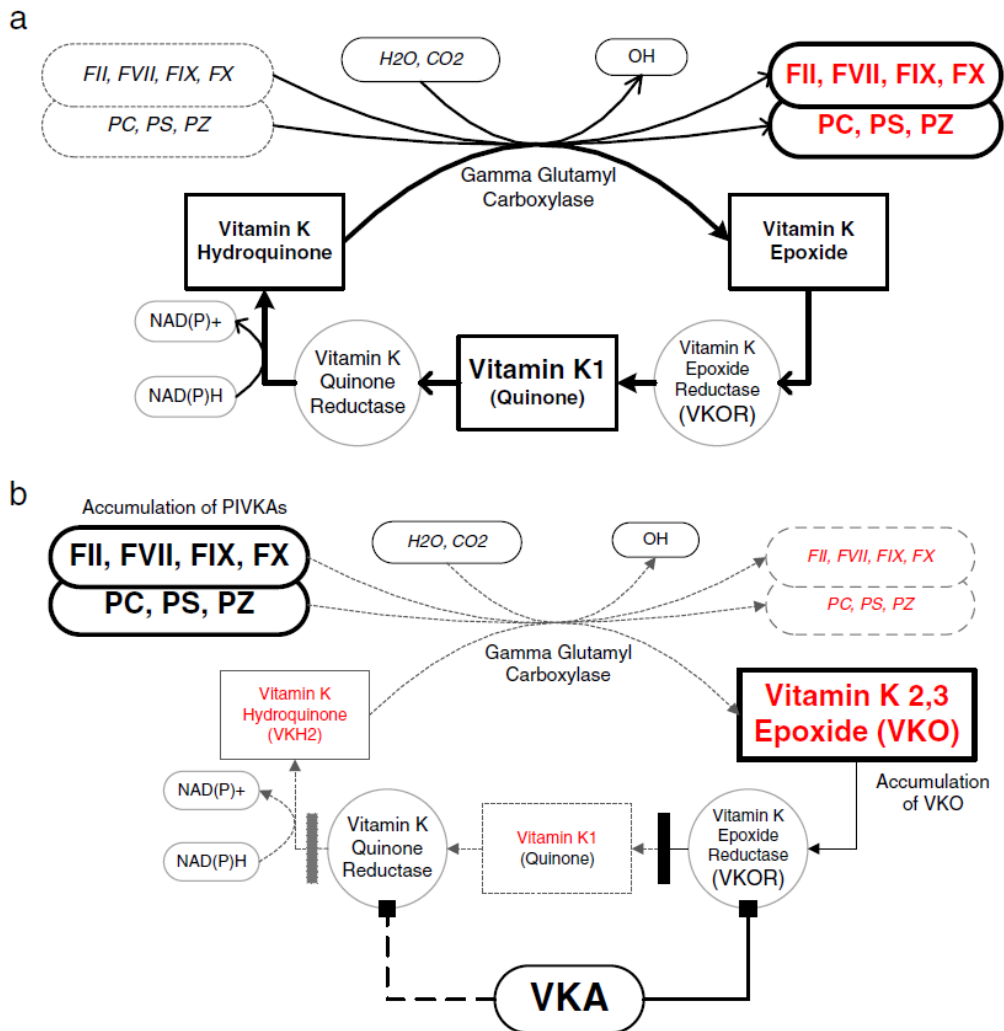 a
FII, FVII, FIX, FX
H2O, CO2
OH
FII, FVII, FIX, FX
PC, PS, PZ
PC, PS, PZ
Gamma Glutamyl
Carboxylase
Vitamin K
Hydroquinone
Vitamin K
Epoxide
NAD(P)+
NAD(P)H
Vitamin K
Quinone
Reductase
Vitamin K1
(Quinone)
Vitamin K
Epoxide
Reductase
(VKOR)
b
Accumulation of PIVKAs
FII, FVII, FIX, FX
H2O, CO2
OH
FII, FVII, FIX, FX
PC, PS, PZ
PC, PS, PZ
Gamma Glutamyl
Carboxylase
Vitamin K
Hydroquinone
(VKH2)
Vitamin K 2,3
Epoxide (VKO)
NAD(P)+
NAD(P)H
Accumulation
of VKO
Vitamin K
Quinone
Reductase
Vitamin K1
(Quinone)
Vitamin K
Epoxide
Reductase
(VKOR)
VKA